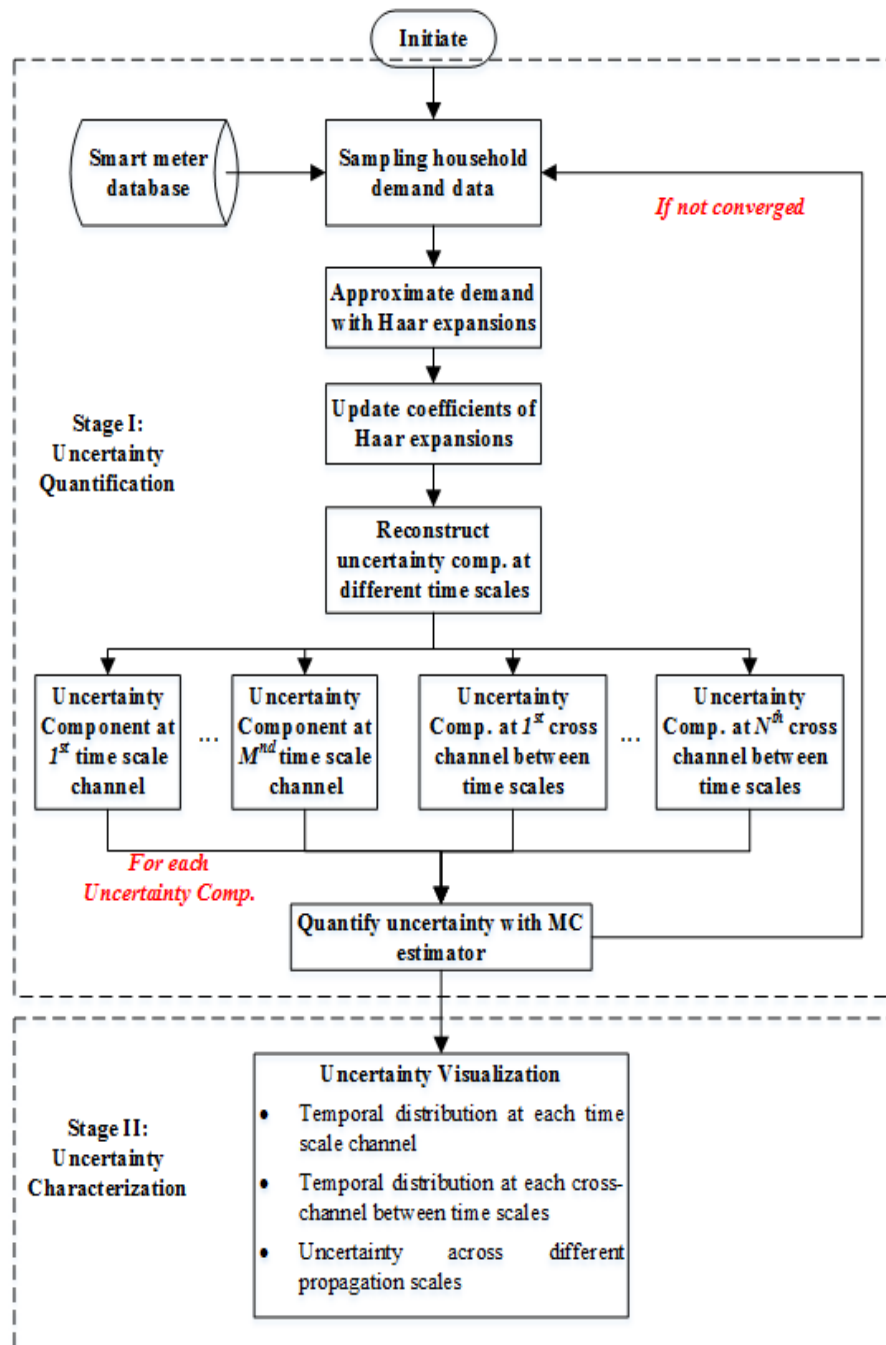 Initiate
Smart meter
database
Sampling household
demand data
If not converged
Approximate demand
with Haar expansions
Update coefficients of
Haar expansions
Stage I:
Uncertainty
Quantification
Reconstruct
uncertainty comp. at
different time scales
Uncertainty
Component at
1st time scale
channel
...
Uncertainty
Component at
Mnd time scale
channel
Uncertainty
Comp. at 1st cross
channel between
time scales
...
Uncertainty
Comp. at Nth cross
channel between
time scales
For each
Uncertainty Comp.
Quantify uncertainty with MC
estimator
Stage II:
Uncertainty
Characterization
Uncertainty Visualization
● Temporal distribution at each time
scale channel
● Temporal distribution at each cross-
channel between time scales
● Uncertainty across different
propagation scales